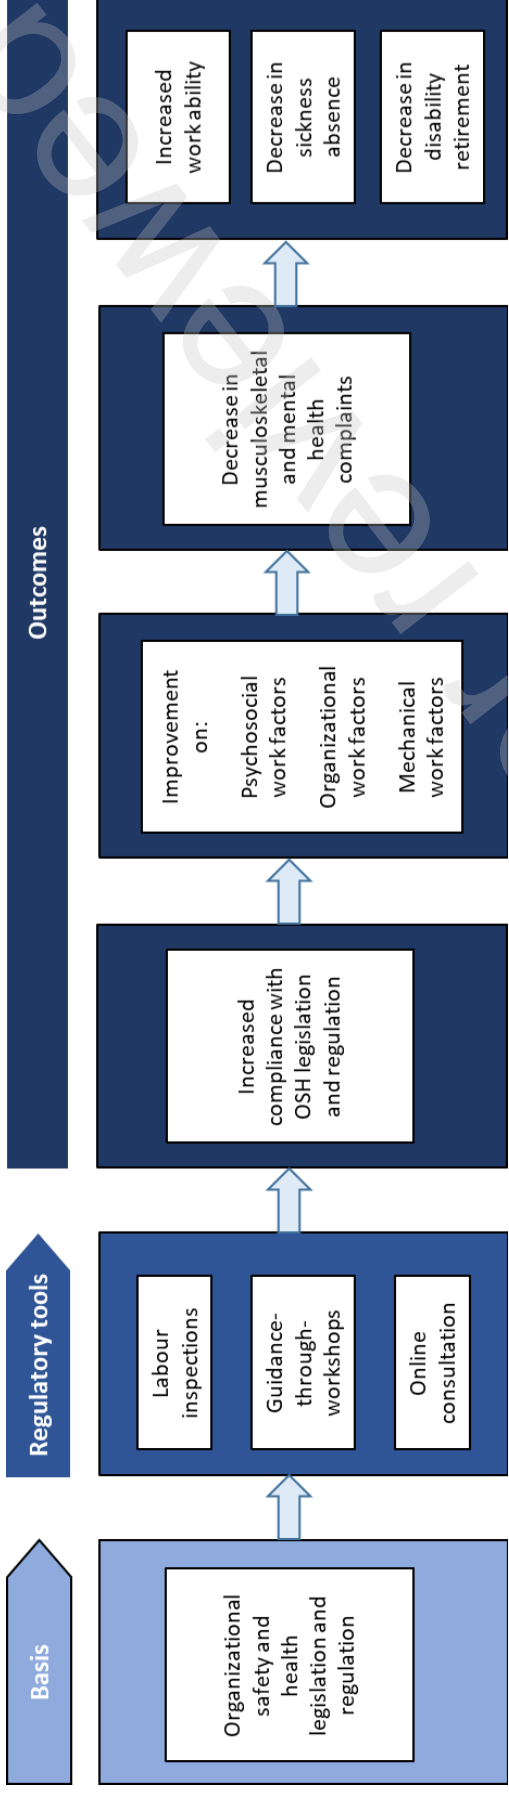 Basis
Regulatory tools
Outcomes
Organizational
safety and
health
legislation and
regulation
Labour
inspections
Guidance-
through-
workshops
Online
consultation
Increased
compliance with
OSH legislation
and regulation
Improvement
on:
Psychosocial
work factors
Organizational
work factors
Mechanical
work factors
Decrease in
musculoskeletal
and mental
health
complaints
Increased
work ability
Decrease in
sickness
absence
Decrease in
disability
retirement